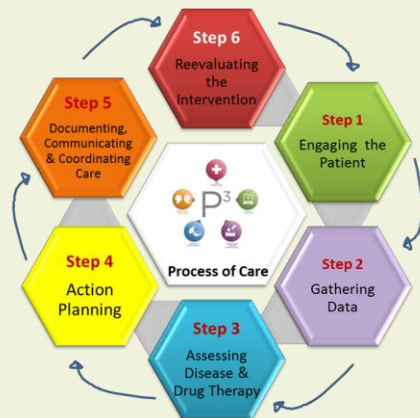 Step 6
Reevaluating
the
Intervention
Step 1
Engaging the
Patient
Step 2
Gathering
Data
Step 3
Assessing
Disease &
Drug Therapy
Step 4
Action
Planning
Step 5
Documenting,
Communicating
& Coordinating
Care
P³
Process of Care